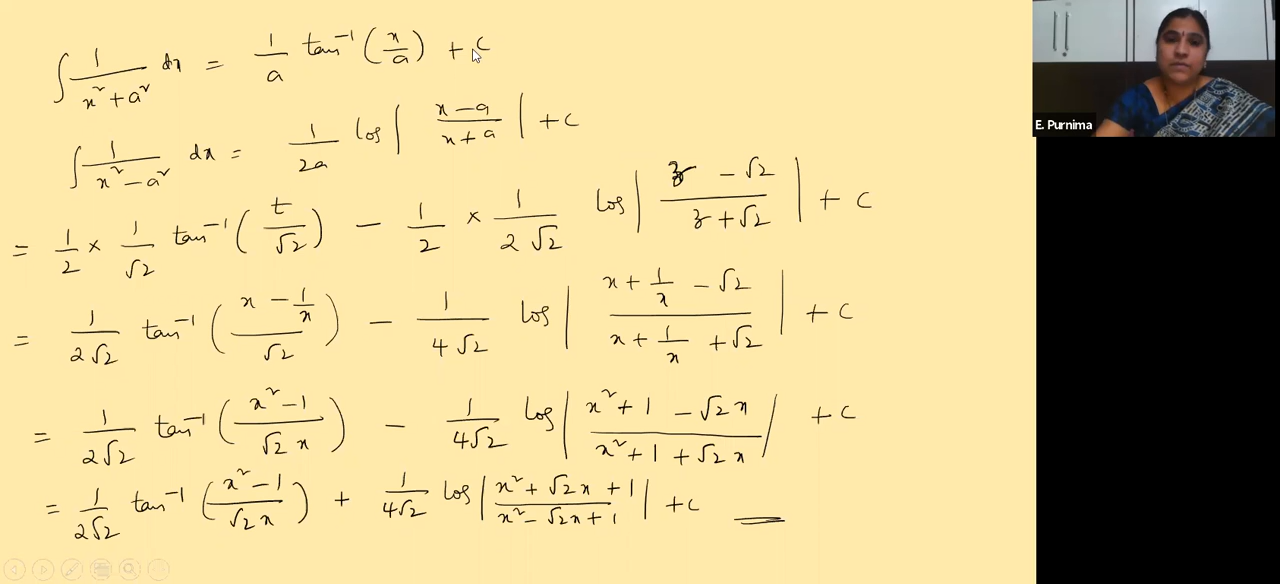 ∫ 1/(x² + a²) dx = 1/a tan⁻¹(x/a) + c
∫ 1/(x² - a²) dx = 1/2a log |(x - a)/(x + a)| + c
= 1/2 × 1/√2 tan⁻¹(t/√2) - 1/2 × 1/2√2 log |(z - √2)/(z + √2)| + c
= 1/2√2 tan⁻¹((x - 1/x)/√2) - 1/4√2 log |(x + 1/x - √2)/(x + 1/x + √2)| + c
= 1/2√2 tan⁻¹((x² - 1)/√2 x) - 1/4√2 log |(x² + 1 - √2 x)/(x² + 1 + √2 x)| + c
= 1/2√2 tan⁻¹((x² - 1)/√2 x) + 1/4√2 log |(x² + √2 x + 1)/(x² - √2 x + 1)| + c
E. Purnima